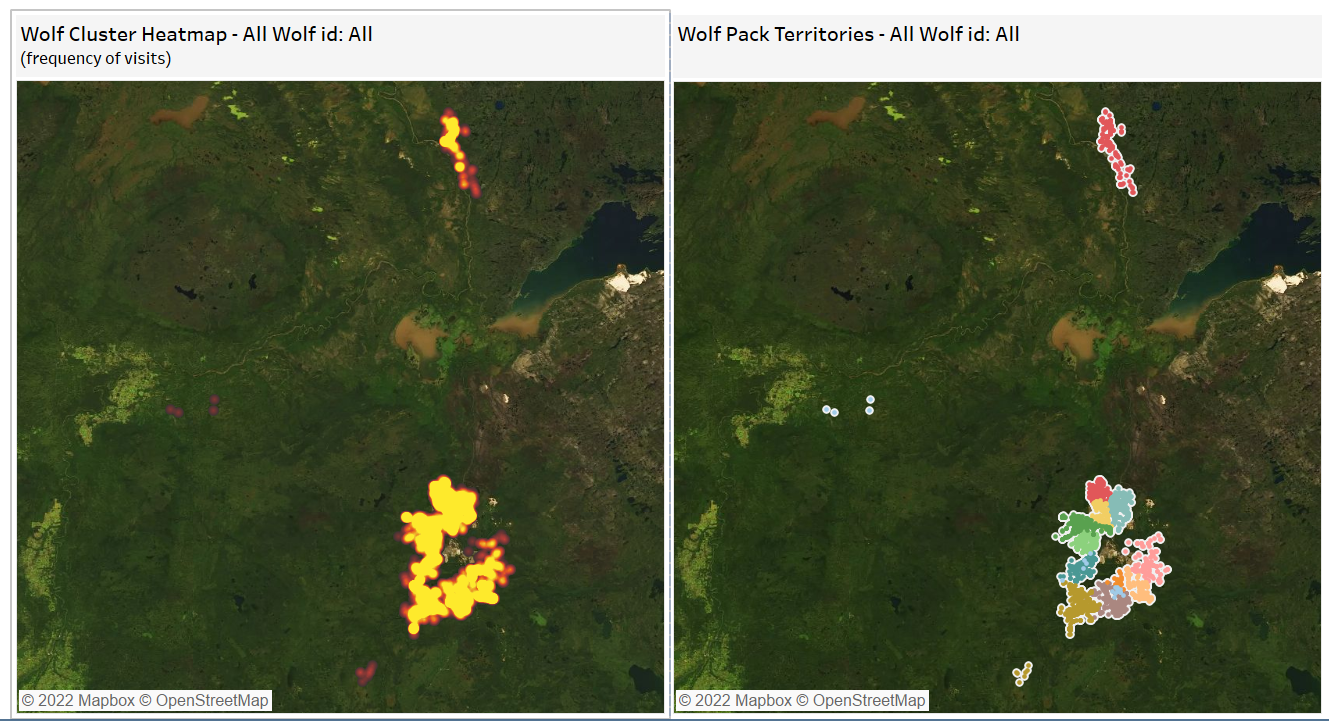 Wolf Cluster Heatmap - All Wolf id: All
(frequency of visits)
Wolf Pack Territories - All Wolf id: All
© 2022 Mapbox © OpenStreetMap
© 2022 Mapbox © OpenStreetMap